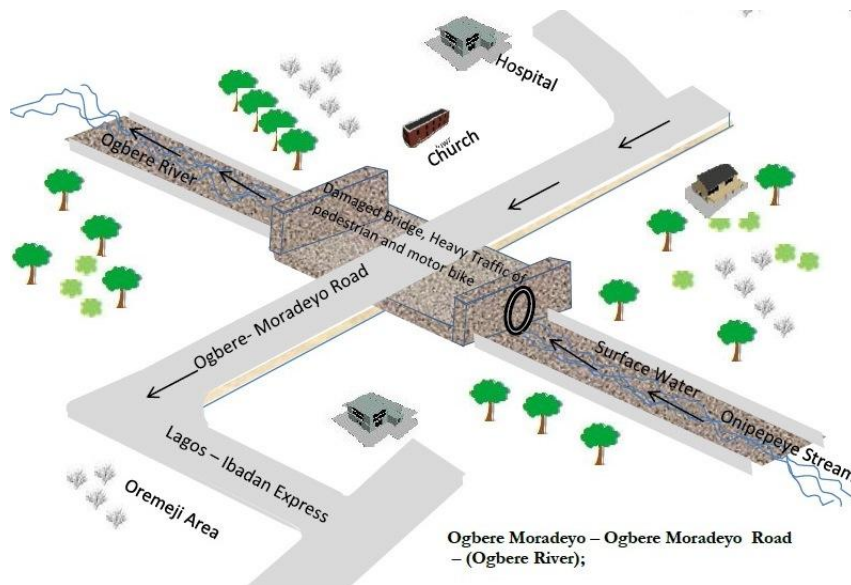 Hospital
Church
Ogbere River
Damaged Bridge, Heavy Traffic of
pedestrian and motor bike
Ogbere- Moradeyo Road
Surface Water
Onipepeye Stream
Lagos – Ibadan Express
Oremeji Area
Ogbere Moradeyo – Ogbere Moradeyo Road
– (Ogbere River);